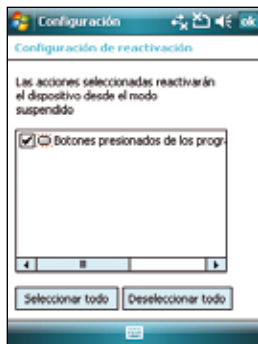 Configuración
ok
Configuración de reactivación
Las acciones seleccionadas reactivarán
el dispositivo desde el modo
suspendido
Botones presionados de los progr
Seleccionar todo
Deseleccionar todo